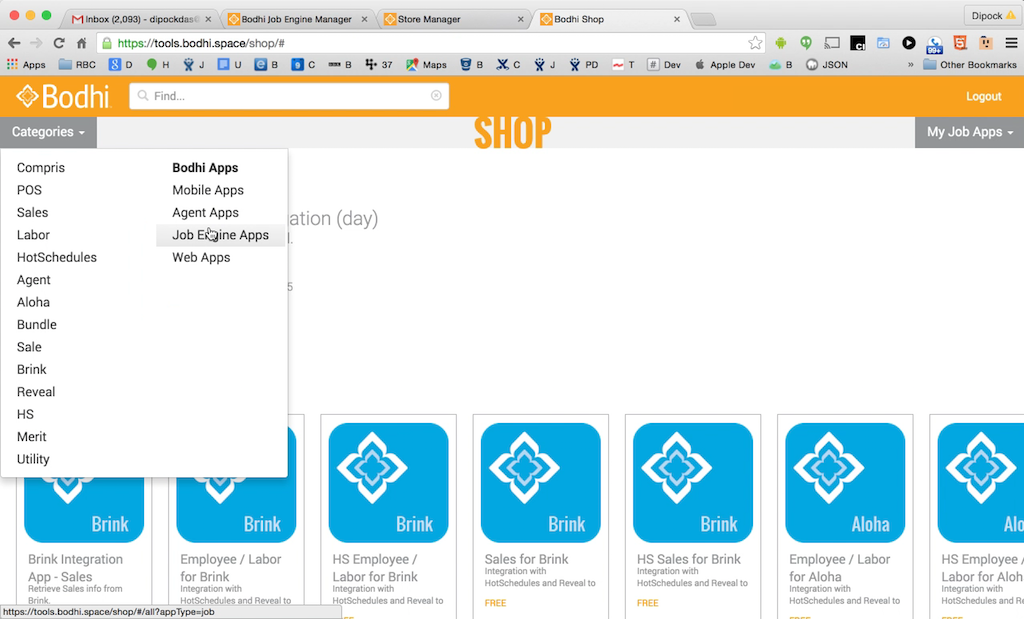 Inbox (2,093) - dipockdas@
Bodhi Job Engine Manager
Store Manager
Bodhi Shop
Dipock
https://tools.bodhi.space/shop/#
C!
99+
Apps
RBC
D
H
J
U
B
C
B
37
Maps
B
C
J
PD
T
# Dev
Apple Dev
B
JSON
»
Other Bookmarks
Bodhi
Find...
Logout
Categories
SHOP
My Job Apps
Compris
POS
Sales
Labor
HotSchedules
Agent
Aloha
Bundle
Sale
Brink
Reveal
HS
Merit
Utility
Bodhi Apps
Mobile Apps
Agent Apps
Job Engine Apps
Web Apps
ation (day)
l.
5
Brink
Brink Integration
App - Sales
Retrieve Sales info from
Brink.
Brink
Employee / Labor
for Brink
Integration with
HotSchedules and Reveal to
Brink
HS Employee /
Labor for Brink
Integration with
HotSchedules and Reveal to
FREE
Brink
Sales for Brink
Integration with
HotSchedules and Reveal to
FREE
Brink
HS Sales for Brink
Integration with
HotSchedules and Reveal to
FREE
Aloha
Employee / Labor
for Aloha
Integration with
HotSchedules and Reveal to
FREE
Alo
HS Employee /
Labor for Aloh
Integration with
HotSchedules and
FREE
https://tools.bodhi.space/shop/#/all?appType=job